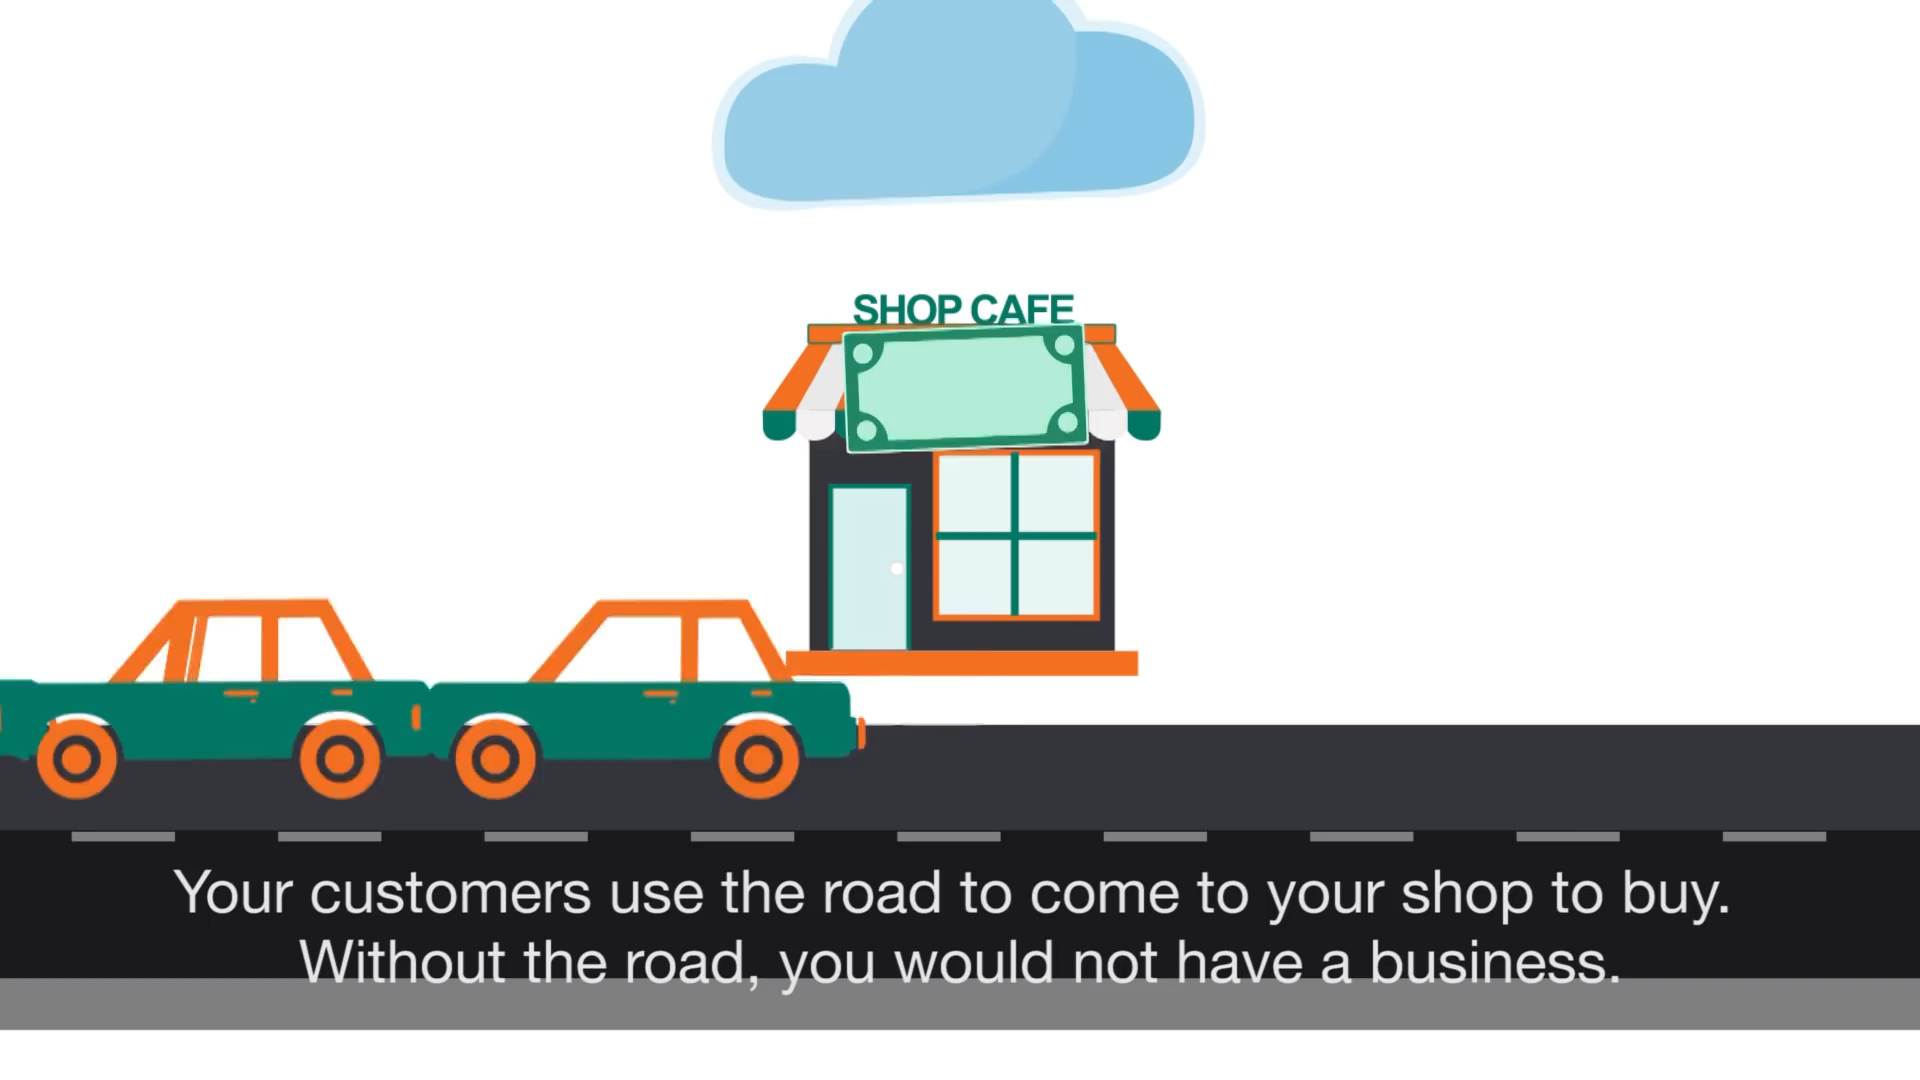 SHOP CAFE
Your customers use the road to come to your shop to buy.
Without the road, you would not have a business.